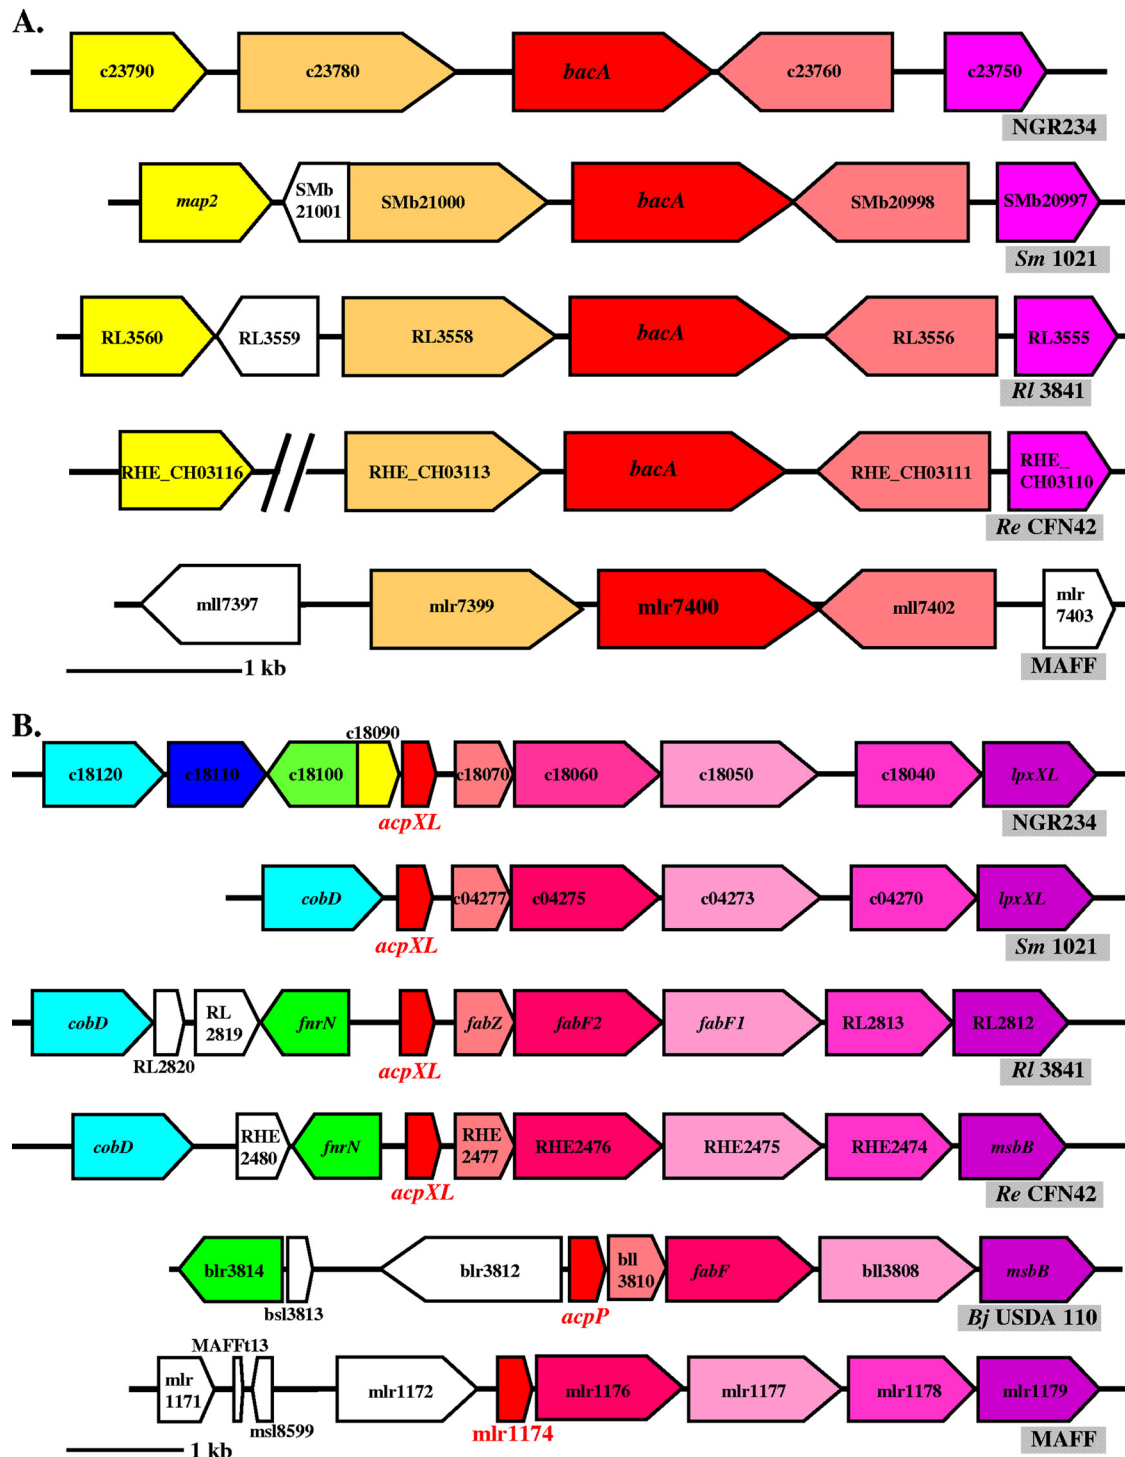 A.
c23790 c23780 bacA c23760 c23750
NGR234
map2 SMb 21001 SMb21000 bacA SMb20998 SMb20997
Sm 1021
RL3560 RL3559 RL3558 bacA RL3556 RL3555
Rl 3841
RHE_CH03116 RHE_CH03113 bacA RHE_CH03111 RHE_ CH03110
Re CFN42
mll7397 mlr7399 mlr7400 mll7402 mlr 7403
1 kb
MAFF
B.
c18090
c18120 c18110 c18100 c18070 c18060 c18050 c18040 lpxXL
acpXL
NGR234
cobD c04277 c04275 c04273 c04270 lpxXL
acpXL
Sm 1021
cobD RL 2819 fnrN fabZ fabF2 fabF1 RL2813 RL2812
RL2820
acpXL
Rl 3841
cobD RHE 2480 fnrN RHE 2477 RHE2476 RHE2475 RHE2474 msbB
acpXL
Re CFN42
blr3814 blr3812 bll 3810 fabF bll3808 msbB
bsl3813
acpP
Bj USDA 110
MAFFt13
mlr 1171 mlr1172 mlr1176 mlr1177 mlr1178 mlr1179
msl8599
mlr1174
1 kb
MAFF